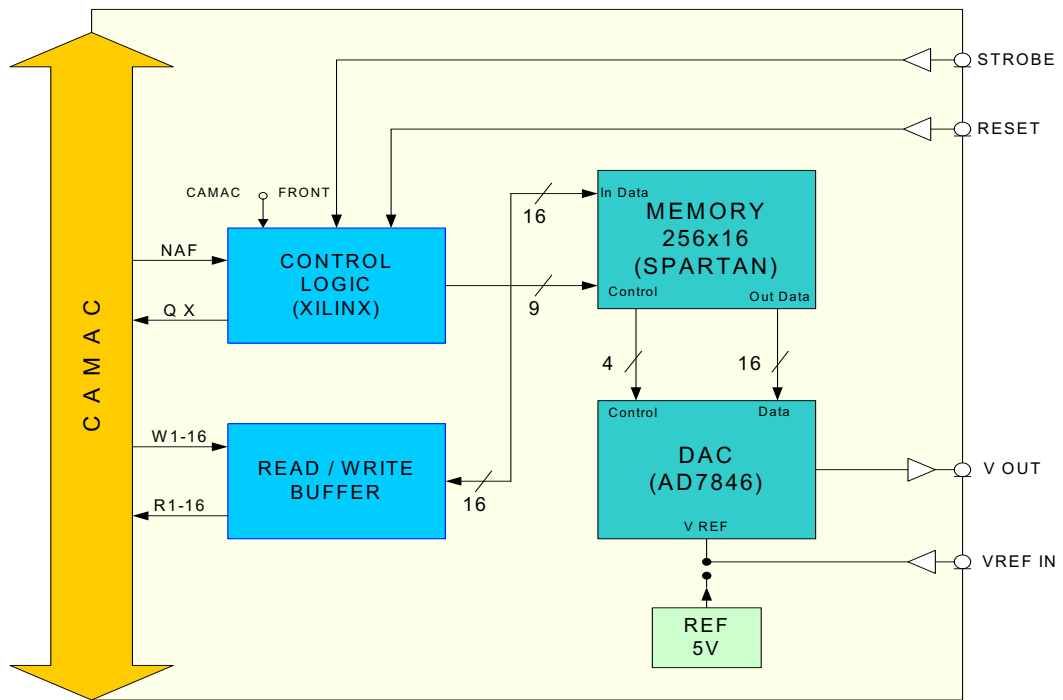 STROBE
RESET
CAMAC FRONT
In Data
16
MEMORY
256x16
(SPARTAN)
NAF
CONTROL
LOGIC
(XILINX)
Control
Out Data
9
Q X
CAMAC
4
16
Control
Data
W1-16
READ / WRITE
BUFFER
DAC
(AD7846)
V OUT
16
R1-16
V REF
VREF IN
REF
5V